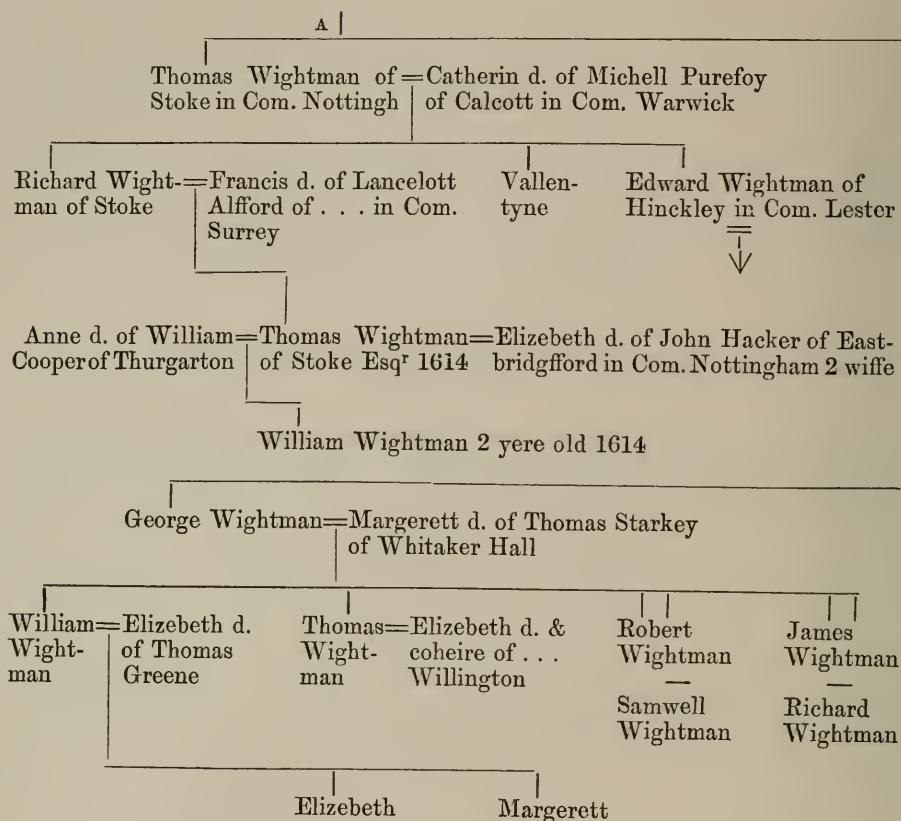 A
Thomas Wightman of = Catherin d. of Michell Purefoy
Stoke in Com. Nottingh of Calcott in Com. Warwick
Richard Wight- = Francis d. of Lancelott
man of Stoke Alfford of . . . in Com.
Surrey
Vallen-
tyne
Edward Wightman of
Hinckley in Com. Lester
Anne d. of William = Thomas Wightman = Elizebeth d. of John Hacker of East-
Cooper of Thurgarton of Stoke Esqr 1614 bridgfford in Com. Nottingham 2 wiffe
William Wightman 2 yere old 1614
George Wightman = Margerett d. of Thomas Starkey
of Whitaker Hall
William = Elizebeth d.
Wight- of Thomas
man Greene
Thomas = Elizebeth d. &
Wight- coheire of . . .
man Willington
Robert
Wightman
—
Samwell
Wightman
James
Wightman
—
Richard
Wightman
Elizebeth Margerett